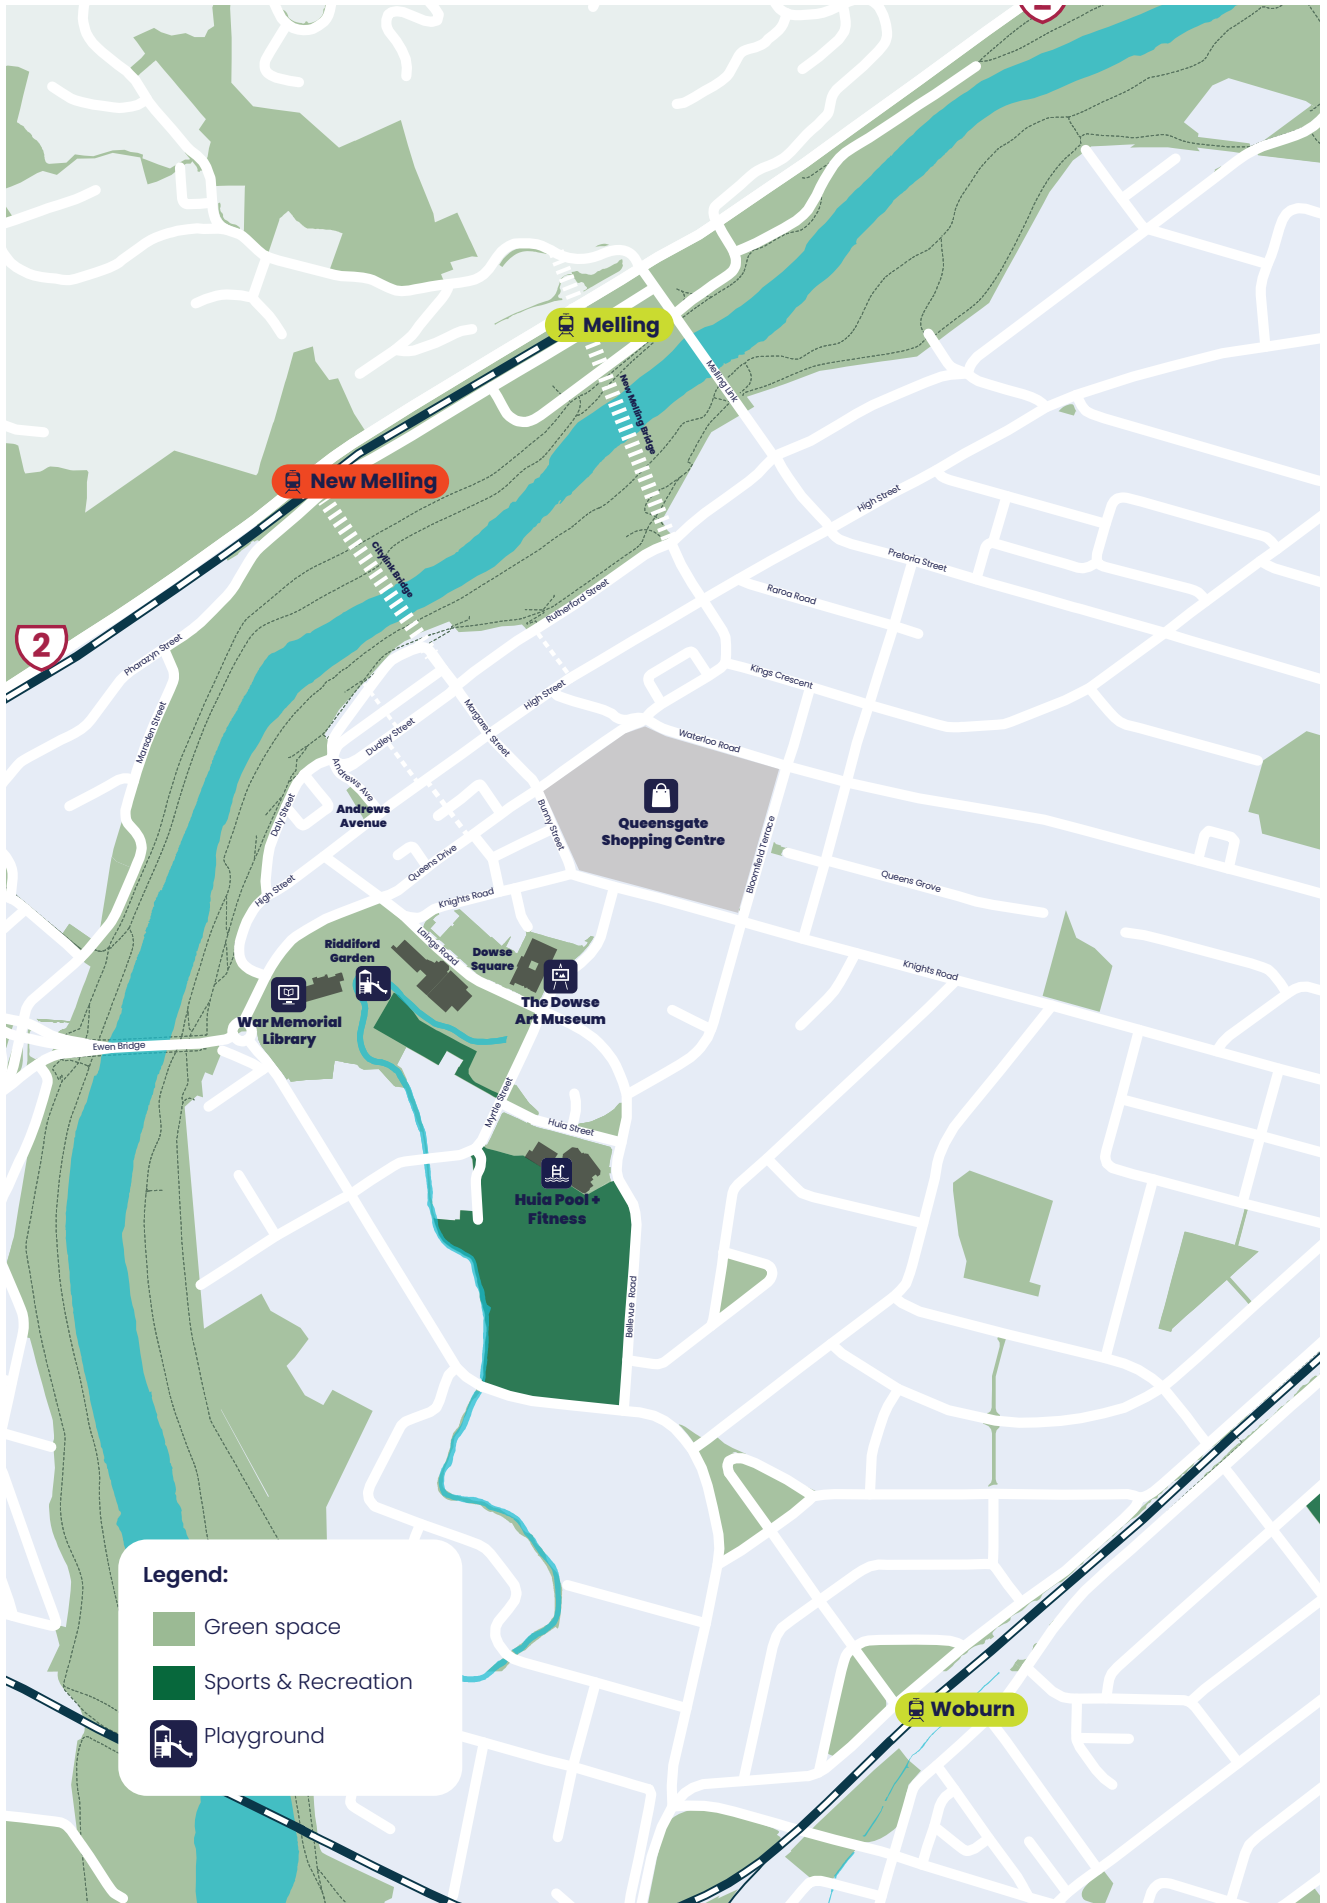 2
Melling
Melling Link
New Melling Bridge
New Melling
High Street
Citylink Bridge
Pretoria Street
Rutherford Street
Raroa Road
2
Pharazyn Street
Kings Crescent
High Street
Marsden Street
Margaret Street
Dudley Street
Waterloo Road
Andrews Ave
Andrews
Avenue
Daly Street
Bunny Street
Queensgate
Shopping Centre
Bloomfield Terrace
Queens Drive
Queens Grove
High Street
Knights Road
Laings Road
Riddiford
Garden
Dowse
Square
Knights Road
The Dowse
Art Museum
War Memorial
Library
Ewen Bridge
Myrtle Street
Huia Street
Huia Pool +
Fitness
Bellevue Road
Legend:
Green space
Sports & Recreation
Playground
Woburn